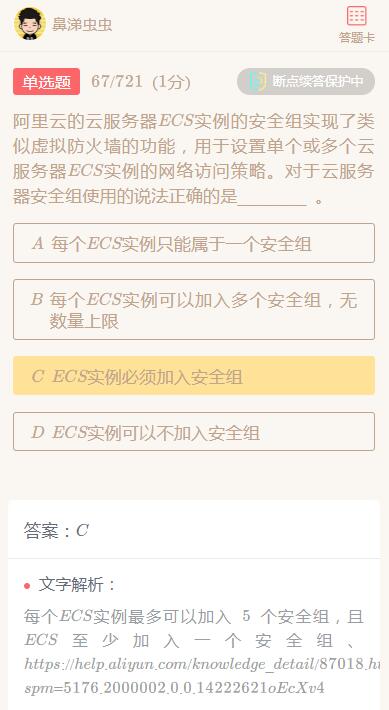 鼻涕虫虫
答题卡
单选题 67/721 (1分)
断点续答保护中
阿里云的云服务器ECS实例的安全组实现了类
似虚拟防火墙的功能，用于设置单个或多个云
服务器ECS实例的网络访问策略。对于云服务
器安全组使用的说法正确的是________ 。
A 每个ECS实例只能属于一个安全组
B 每个ECS实例可以加入多个安全组，无
数量上限
C ECS实例必须加入安全组
D ECS实例可以不加入安全组
答案：C
文字解析：
每个ECS实例最多可以加入 5 个安全组，且
ECS 至少加入一个安全组、
https://help.aliyun.com/knowledge_detail/87018.ht
spm=5176.2000002.0.0.14222621oEcXv4